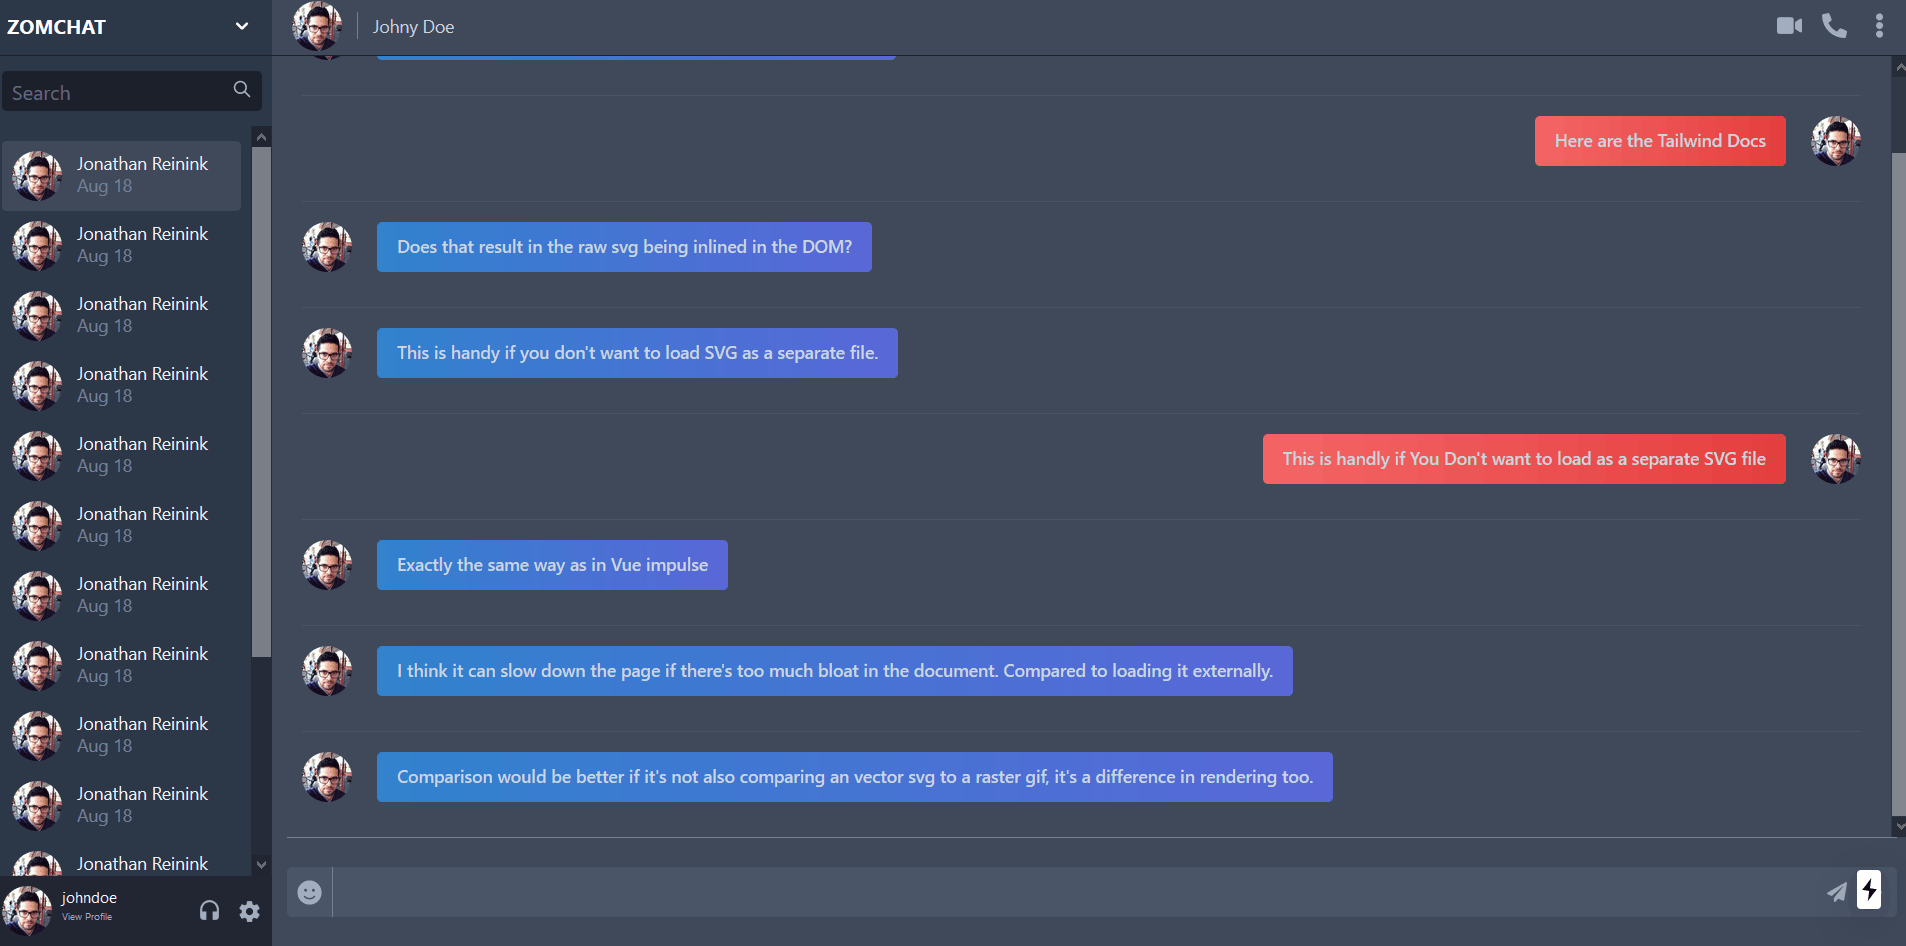 ZOMCHAT
Search
Jonathan Reinink
Aug 18
Jonathan Reinink
Aug 18
Jonathan Reinink
Aug 18
Jonathan Reinink
Aug 18
Jonathan Reinink
Aug 18
Jonathan Reinink
Aug 18
Jonathan Reinink
Aug 18
Jonathan Reinink
Aug 18
Jonathan Reinink
Aug 18
Jonathan Reinink
Aug 18
Jonathan Reinink
johndoe
View Profile
Johny Doe
Here are the Tailwind Docs
Does that result in the raw svg being inlined in the DOM?
This is handy if you don't want to load SVG as a separate file.
This is handly if You Don't want to load as a separate SVG file
Exactly the same way as in Vue impulse
I think it can slow down the page if there's too much bloat in the document. Compared to loading it externally.
Comparison would be better if it's not also comparing an vector svg to a raster gif, it's a difference in rendering too.